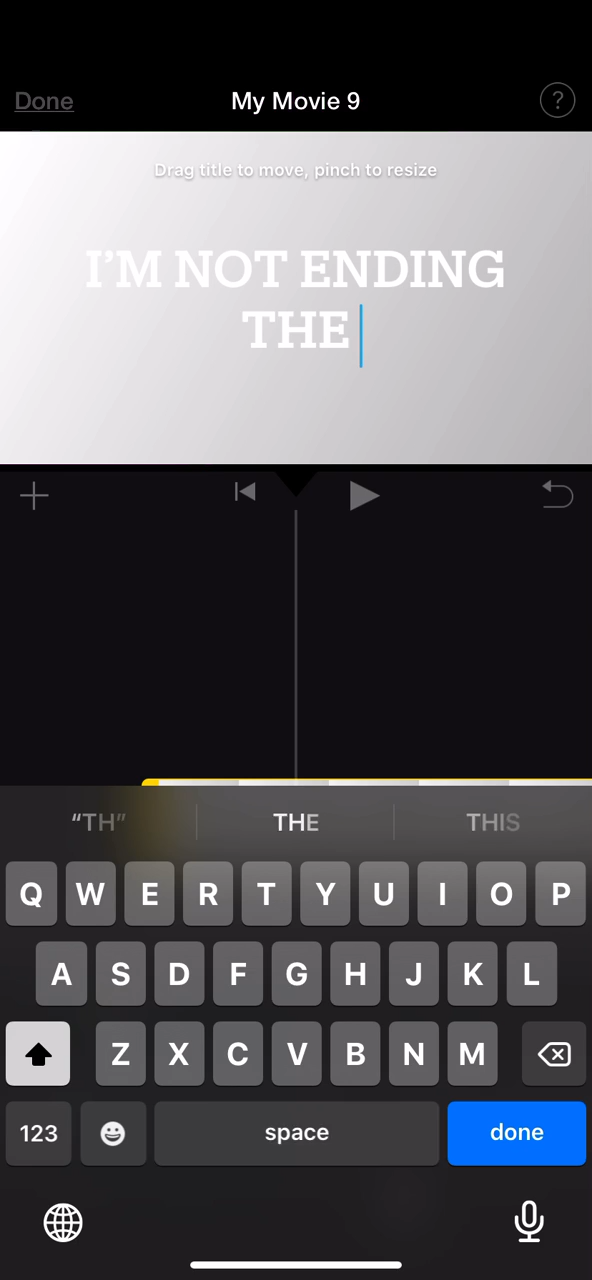 Done
My Movie 9
?
Drag title to move, pinch to resize
I’M NOT ENDING
THE
“TH”
THE
THIS
Q W E R T Y U I O P
A S D F G H J K L
Z X C V B N M
123
space
done